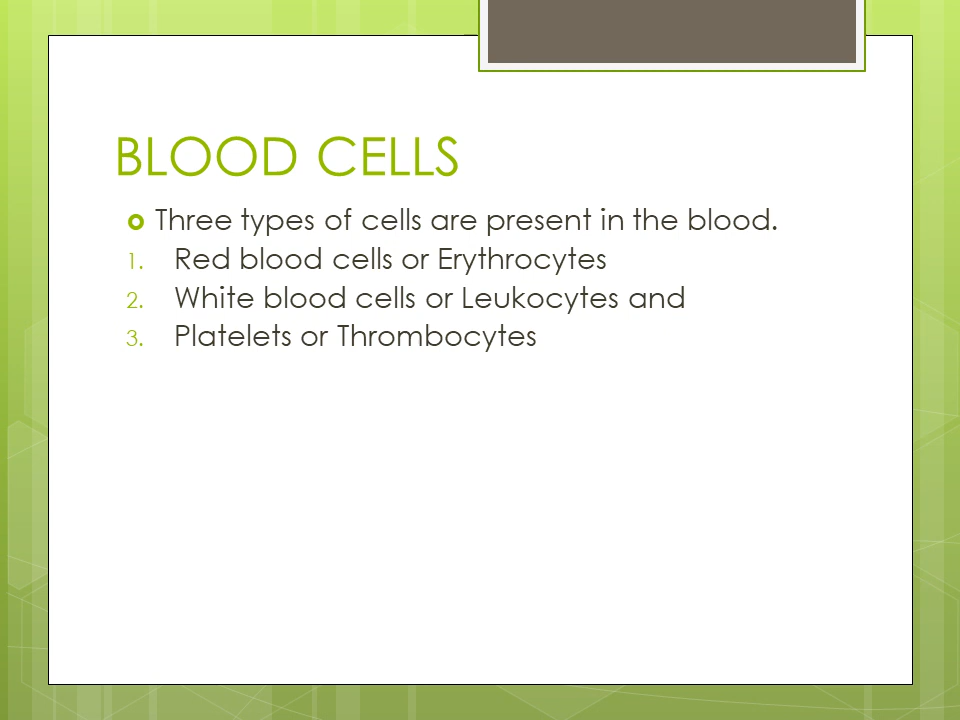 BLOOD CELLS
Three types of cells are present in the blood.
1. Red blood cells or Erythrocytes
2. White blood cells or Leukocytes and
3. Platelets or Thrombocytes